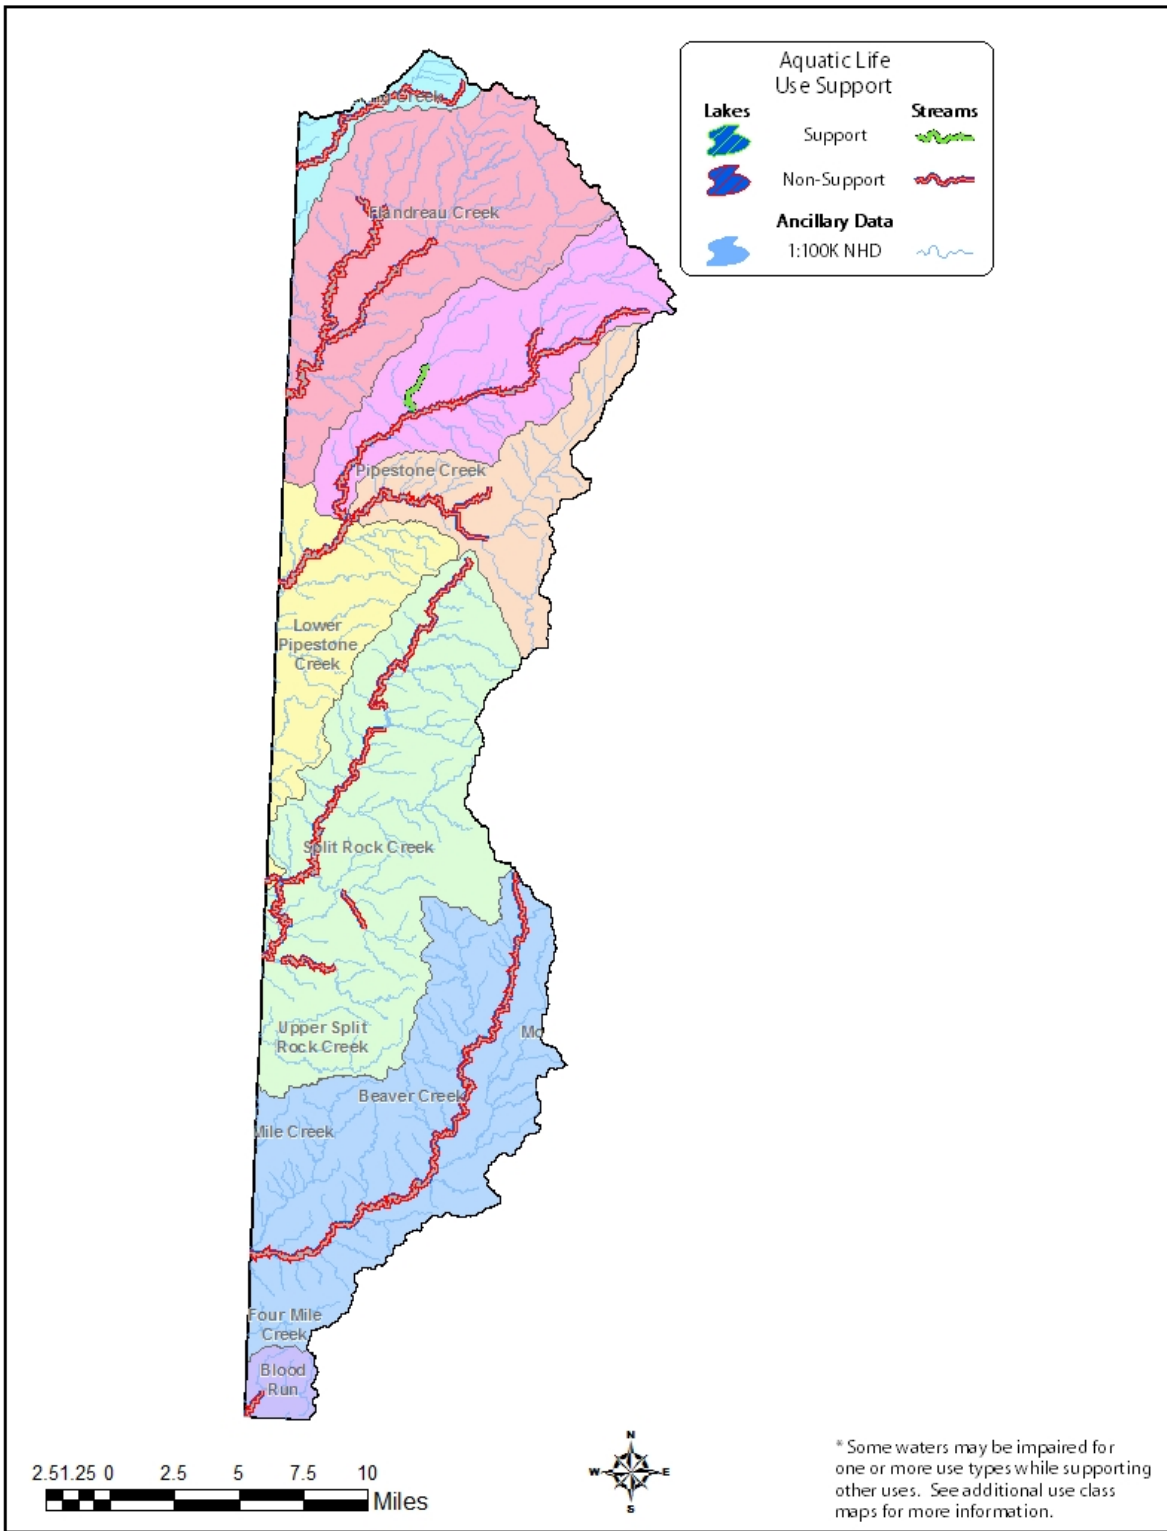 Aquatic Life
Use Support
Lakes
Streams
Support
Non-Support
Ancillary Data
1:100K NHD
Creek
Flandreau Creek
Pipestone Creek
Lower
Pipestone
Creek
Split Rock Creek
Upper Split
Rock Creek
Mo
Beaver Creek
Mile Creek
Four Mile
Creek
Blood
Run
N
W E
S
2.51.25 0 2.5 5 7.5 10
Miles
* Some waters may be impaired for
one or more use types while supporting
other uses. See additional use class
maps for more information.